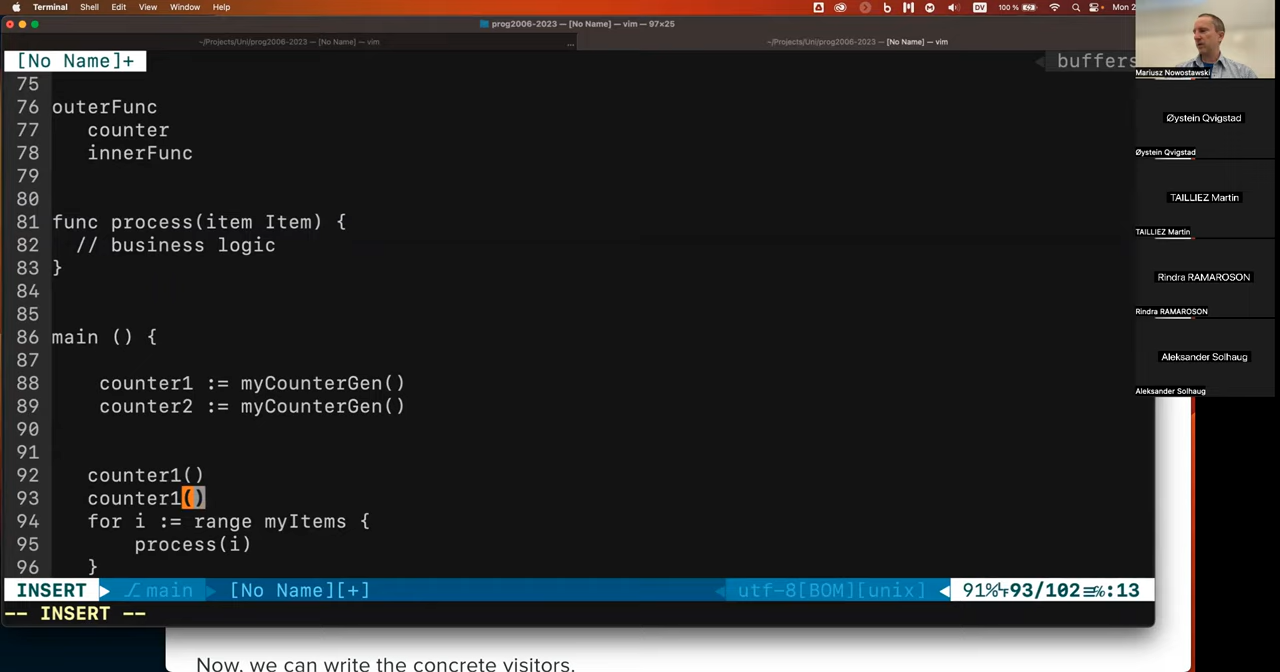 Terminal Shell Edit View Window Help 100 % DV Mon 2
prog2006-2023 — [No Name] — vim — 97x25
~/Projects/Uni/prog2006-2023 — [No Name] — vim ... ~/Projects/Uni/prog2006-2023 — [No Name] — vim
[No Name]+ buffers
75
76 outerFunc
77 counter
78 innerFunc
79
80
81 func process(item Item) {
82 // business logic
83 }
84
85
86 main () {
87
88 counter1 := myCounterGen()
89 counter2 := myCounterGen()
90
91
92 counter1()
93 counter1()
94 for i := range myItems {
95 process(i)
96 }
INSERT main [No Name][+] utf-8[BOM][unix] 91% 93/102 :13
-- INSERT --
Now, we can write the concrete visitors.
Mariusz Nowostawski
Øystein Qvigstad
Øystein Qvigstad
TAILLIEZ Martin
TAILLIEZ Martin
Rindra RAMAROSON
Rindra RAMAROSON
Aleksander Solhaug
Aleksander Solhaug